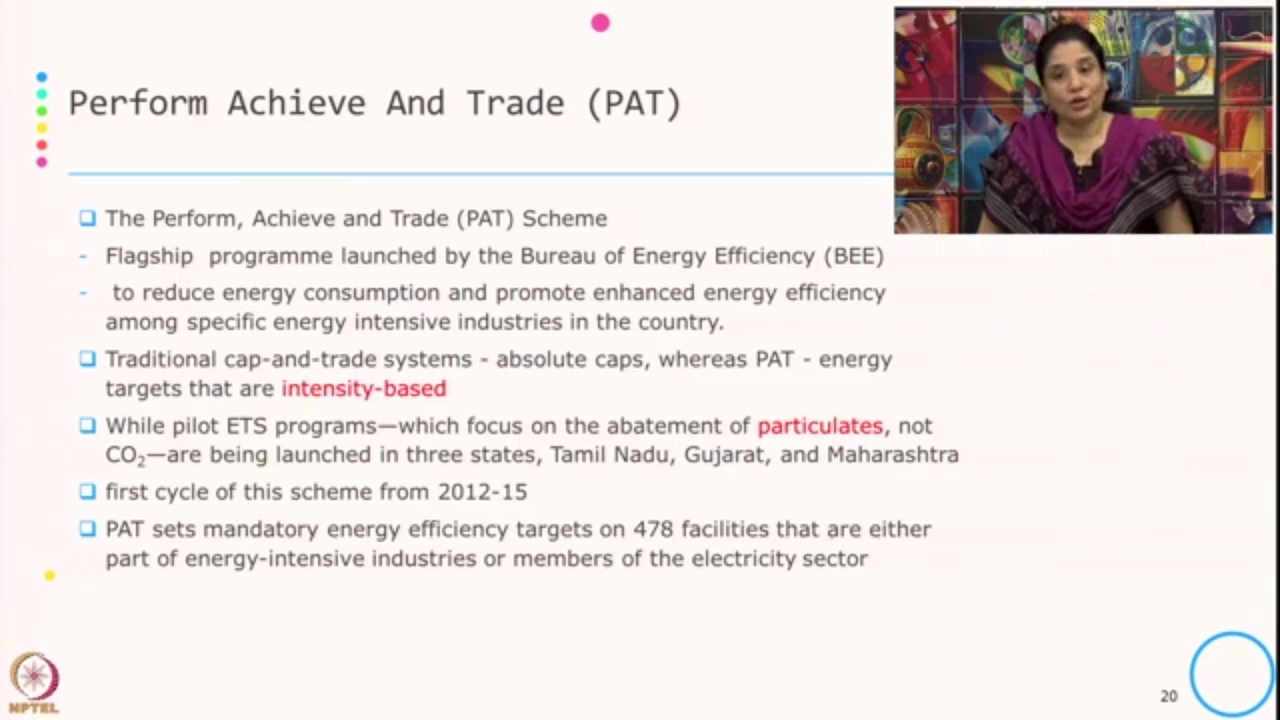 Perform Achieve And Trade (PAT)
The Perform, Achieve and Trade (PAT) Scheme
- Flagship programme launched by the Bureau of Energy Efficiency (BEE)
- to reduce energy consumption and promote enhanced energy efficiency
among specific energy intensive industries in the country.
Traditional cap-and-trade systems - absolute caps, whereas PAT - energy
targets that are intensity-based
While pilot ETS programs—which focus on the abatement of particulates, not
CO₂—are being launched in three states, Tamil Nadu, Gujarat, and Maharashtra
first cycle of this scheme from 2012-15
PAT sets mandatory energy efficiency targets on 478 facilities that are either
part of energy-intensive industries or members of the electricity sector
NPTEL
20